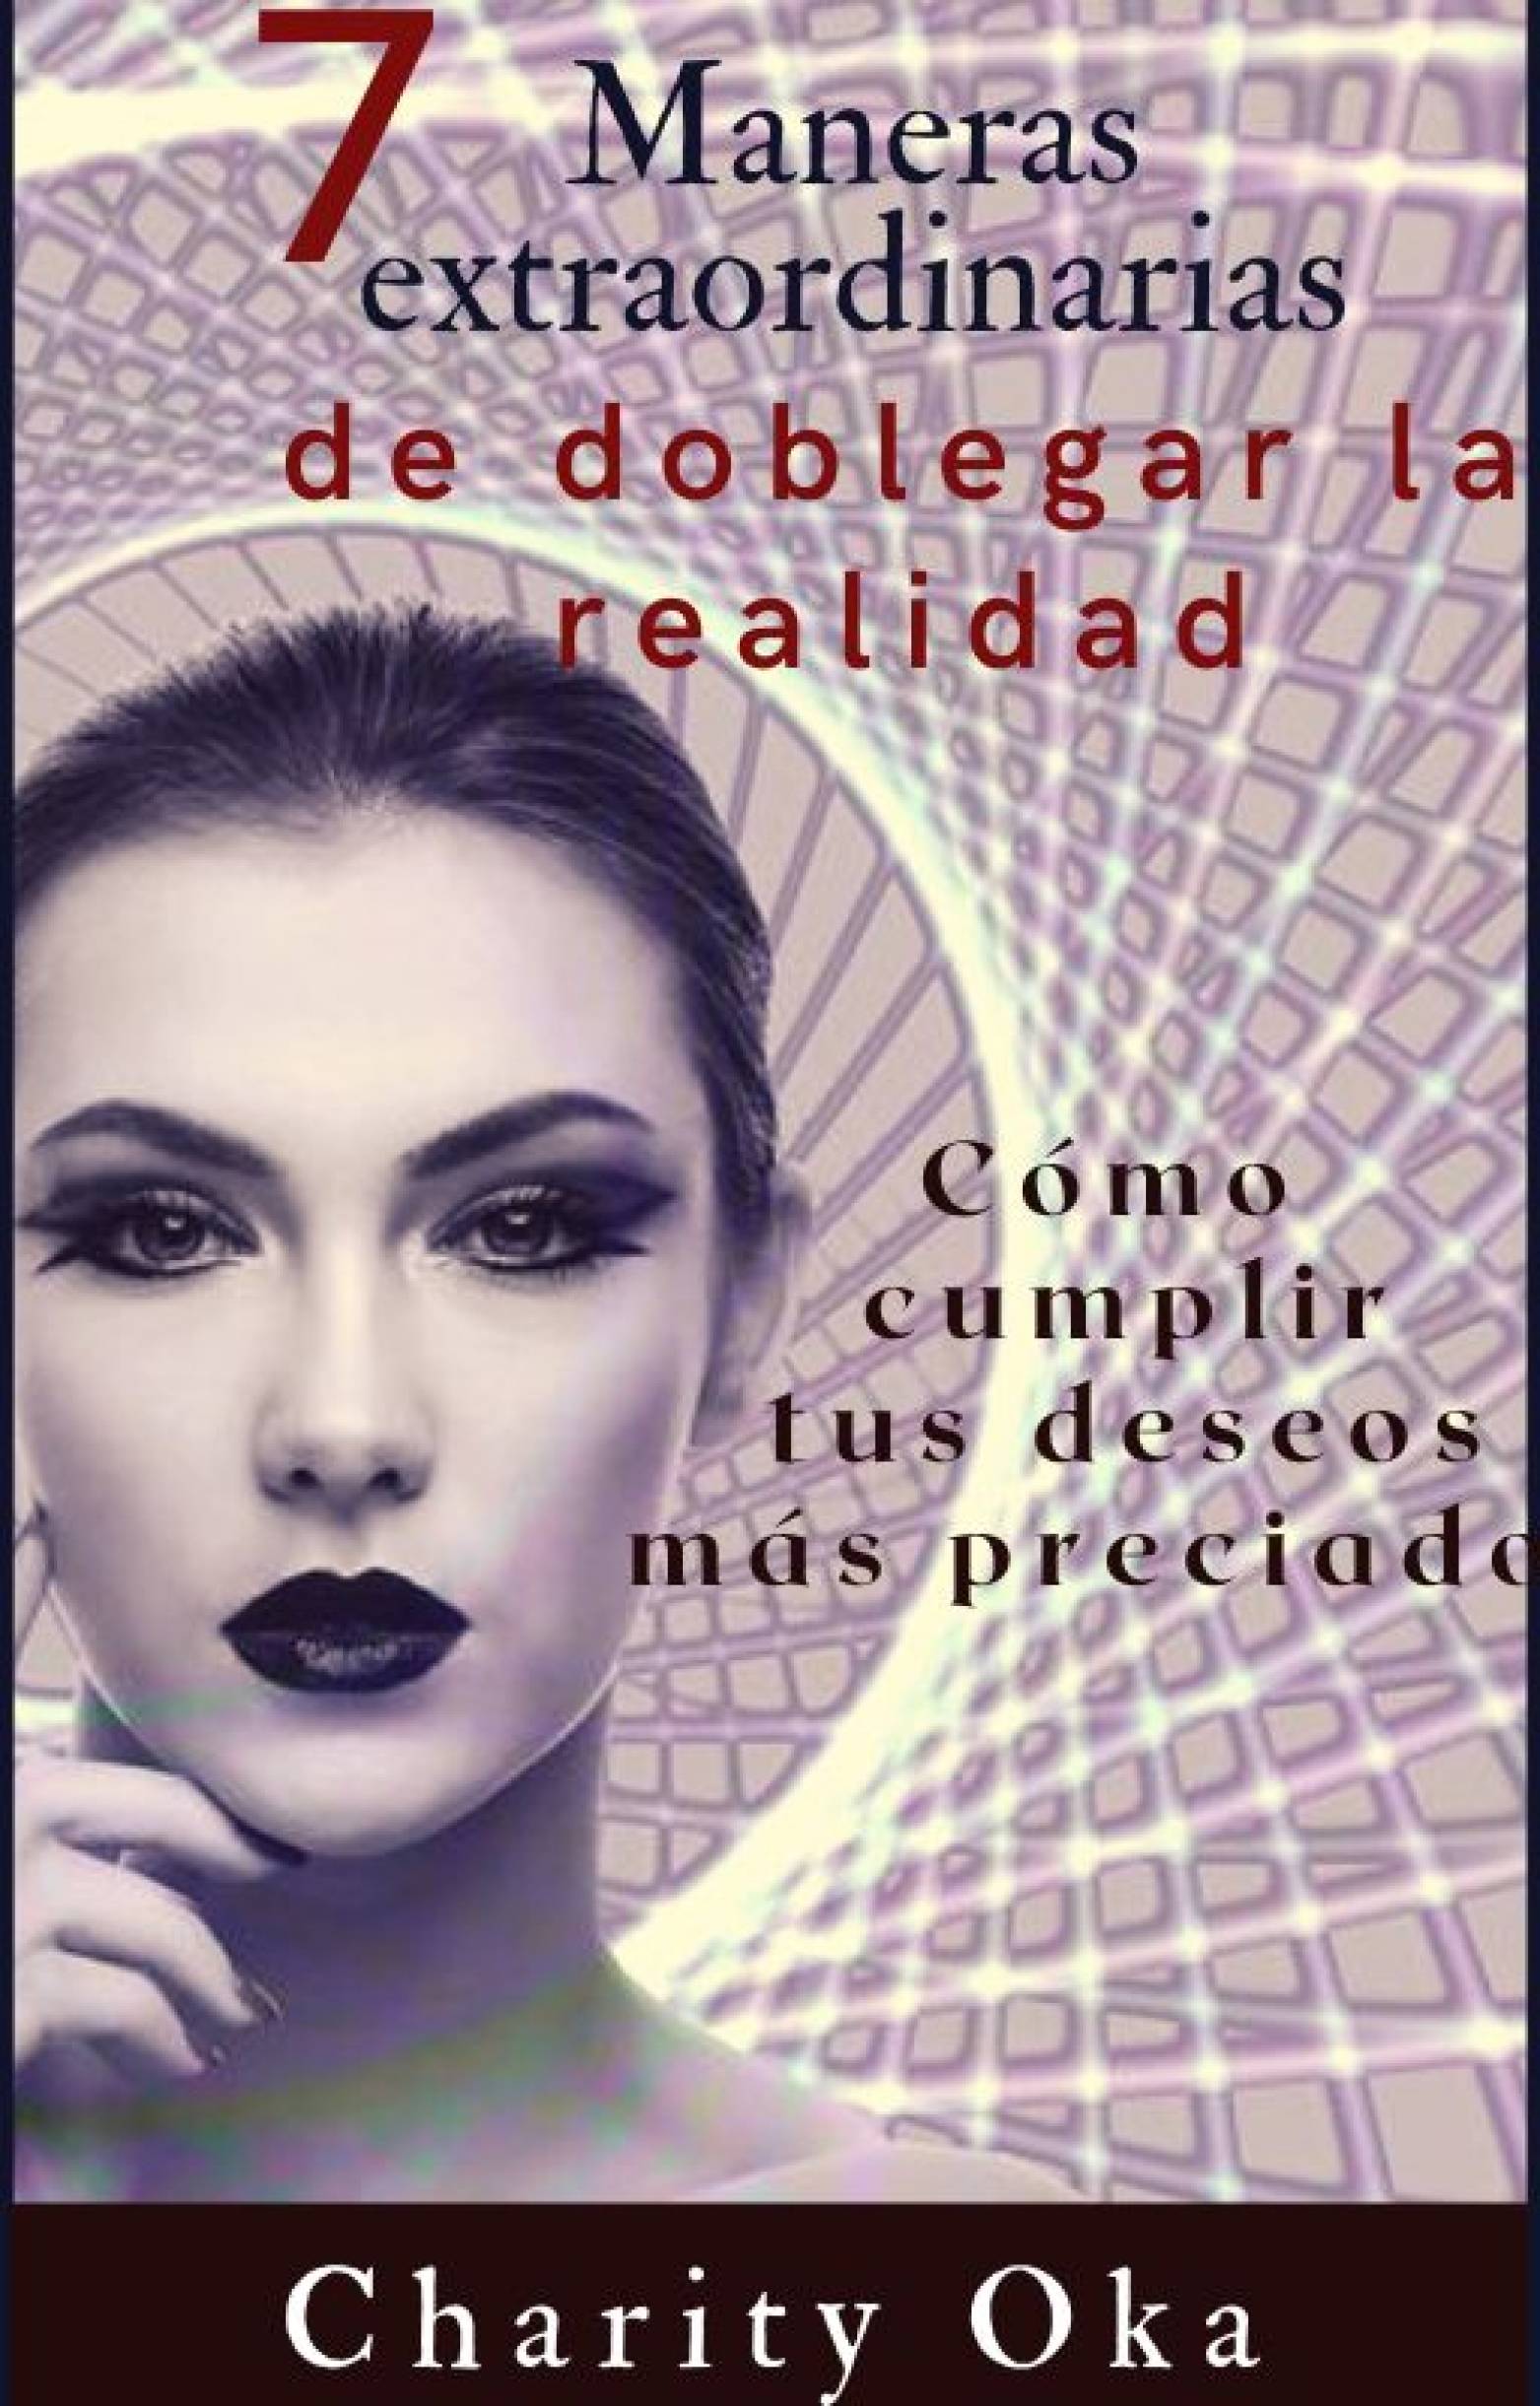 7 Maneras
extraordinarias
de doblegar la
realidad
Cómo
cumplir
tus deseos
más preciado
Charity Oka